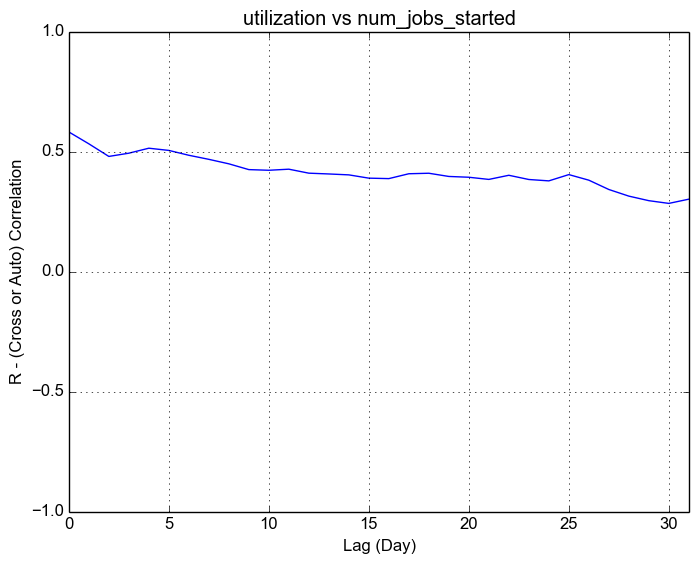 utilization vs num_jobs_started
R - (Cross or Auto) Correlation
1.0
0.5
0.0
−0.5
−1.0
0 5 10 15 20 25 30
Lag (Day)